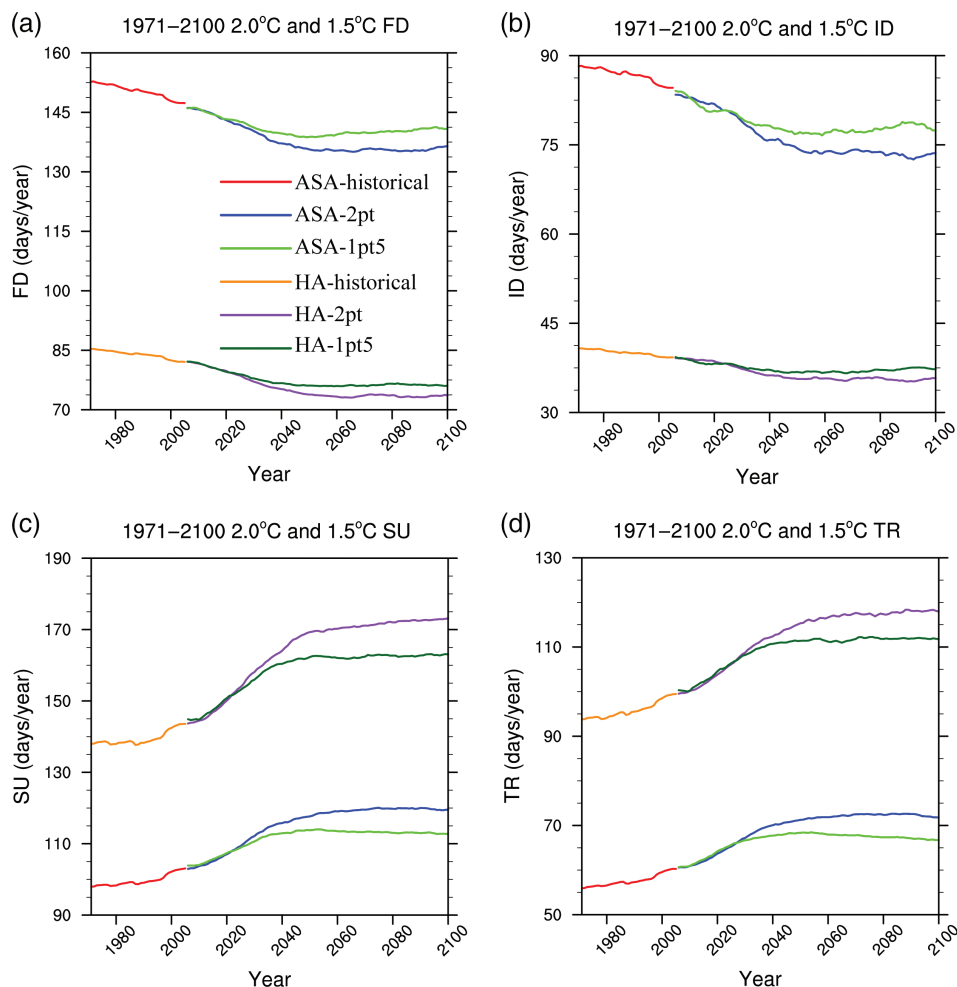 (a) 1971–2100 2.0°C and 1.5°C FD
160
145
130
115
100
85
70
FD (days/year)
ASA-historical
ASA-2pt
ASA-1pt5
HA-historical
HA-2pt
HA-1pt5
1980 2000 2020 2040 2060 2080 2100
Year
(b) 1971–2100 2.0°C and 1.5°C ID
90
75
60
45
30
ID (days/year)
1980 2000 2020 2040 2060 2080 2100
Year
(c) 1971–2100 2.0°C and 1.5°C SU
190
170
150
130
110
90
SU (days/year)
1980 2000 2020 2040 2060 2080 2100
Year
(d) 1971–2100 2.0°C and 1.5°C TR
130
110
90
70
50
TR (days/year)
1980 2000 2020 2040 2060 2080 2100
Year